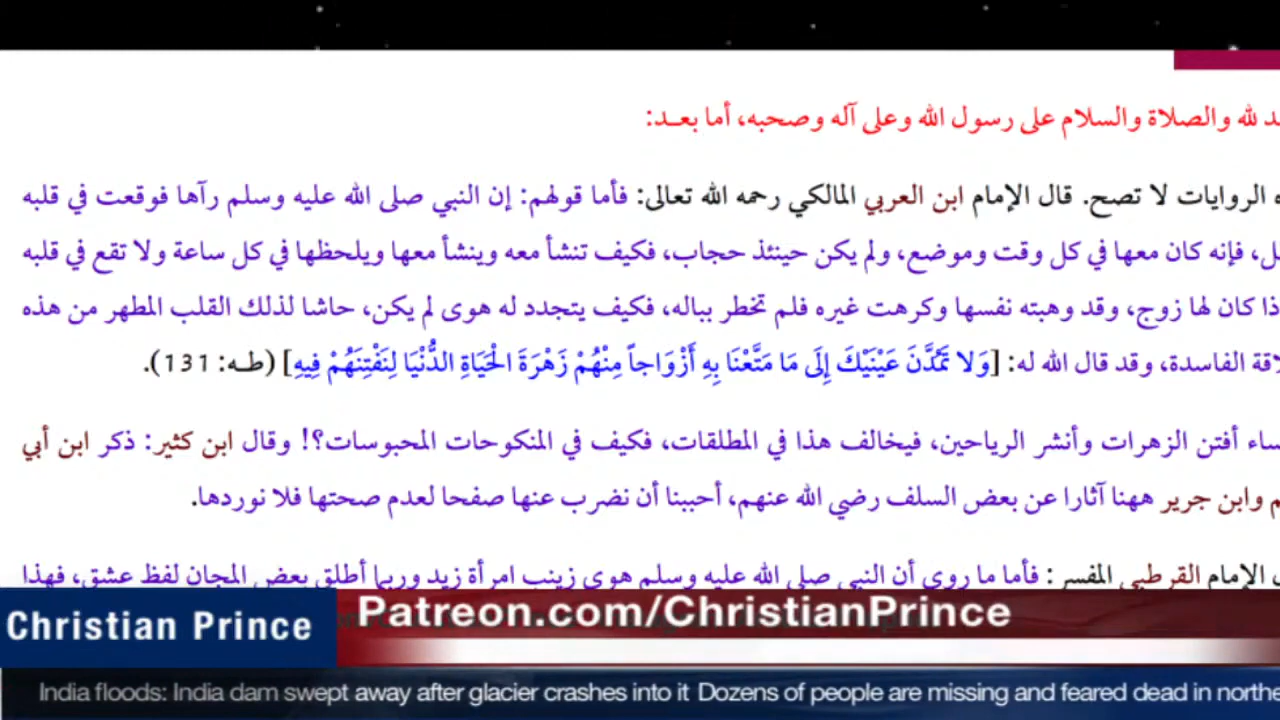 لله والصلاة والسلام على رسول الله وعلى آله وصحبه، أما بعـد:
الروايات لا تصح. قال الإمام ابن العربي المالكي رحمه الله تعالى: فأما قولهم: إن النبي صلى الله عليه وسلم رآها فوقعت في قلبه
فإنه كان معها في كل وقت وموضع، ولم يكن حينئذ حجاب، فكيف تنشأ معه وينشأ معها ويلحظها في كل ساعة ولا تقع في قلبه
كان لها زوج، وقد وهبته نفسها وكرهت غيره فلم تخطر بباله، فكيف يتجدد له هوى لم يكن، حاشا لذلك القلب المطهر من هذه
الفاسدة، وقد قال الله له: [وَلا تَمُدَّنَّ عَيْنَيْكَ إِلَى مَا مَتَّعْنَا بِهِ أَزْوَاجاً مِنْهُمْ زَهْرَةَ الْحَيَاةِ الدُّنْيَا لِنَفْتِنَهُمْ فِيهِ] (طـه: 131).
أفتن الزهرات وأنشر الرياحين، فيخالف هذا في المطلقات، فكيف في المنكوحات المحبوسات؟! وقال ابن كثير: ذكر ابن أبي
وابن جرير ههنا آثارا عن بعض السلف رضي الله عنهم، أحببنا أن نضرب عنها صفحا لعدم صحتها فلا نوردها.
الإمام القرطبي المفسر: فأما ما روي أن النبي صلى الله عليه وسلم هوي زينب امرأة زيد وربما أطلق بعض المجان لفظ عشق، فهذا
Patreon.com/ChristianPrince
Christian Prince
India floods: India dam swept away after glacier crashes into it Dozens of people are missing and feared dead in northe